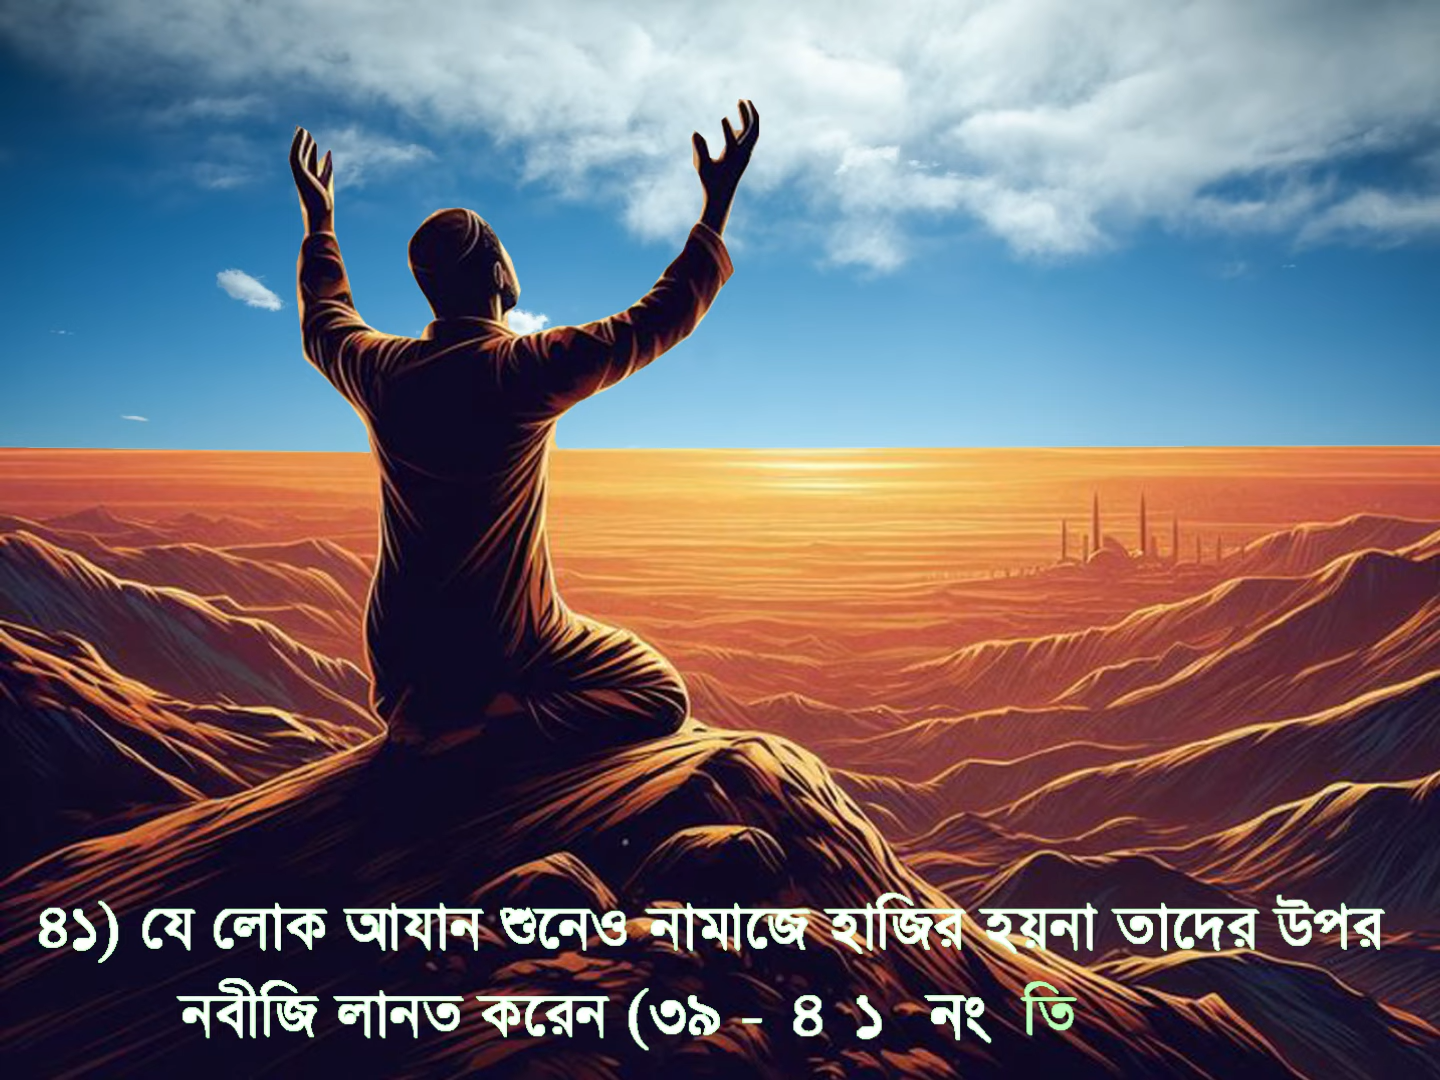 ৪১) যে লোক আযান শুনেও নামাজে হাজির হয়না তাদের উপর
নবীজি লানত করেন (৩৯ - ৪ ১ নং তি